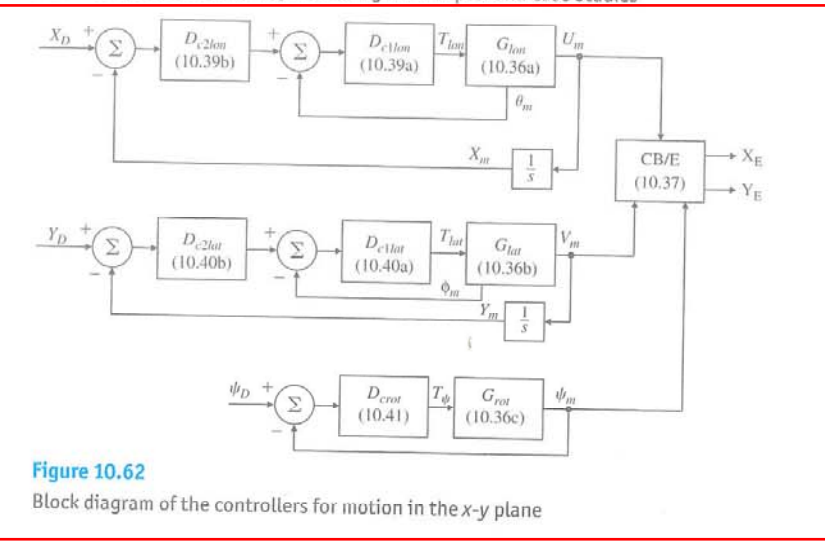 X_D + Σ − D_c2lon (10.39b) + Σ − D_c1lon (10.39a) T_lon G_lon (10.36a) U_m
θ_m
X_m 1/s
CB/E (10.37)
X_E
Y_E
Y_D + Σ − D_c2lat (10.40b) + Σ − D_c1lat (10.40a) T_lat G_lat (10.36b) V_m
ϕ_m
Y_m 1/s
ψ_D + Σ − D_crot (10.41) T_ψ G_rot (10.36c) ψ_m
Figure 10.62
Block diagram of the controllers for motion in the x-y plane